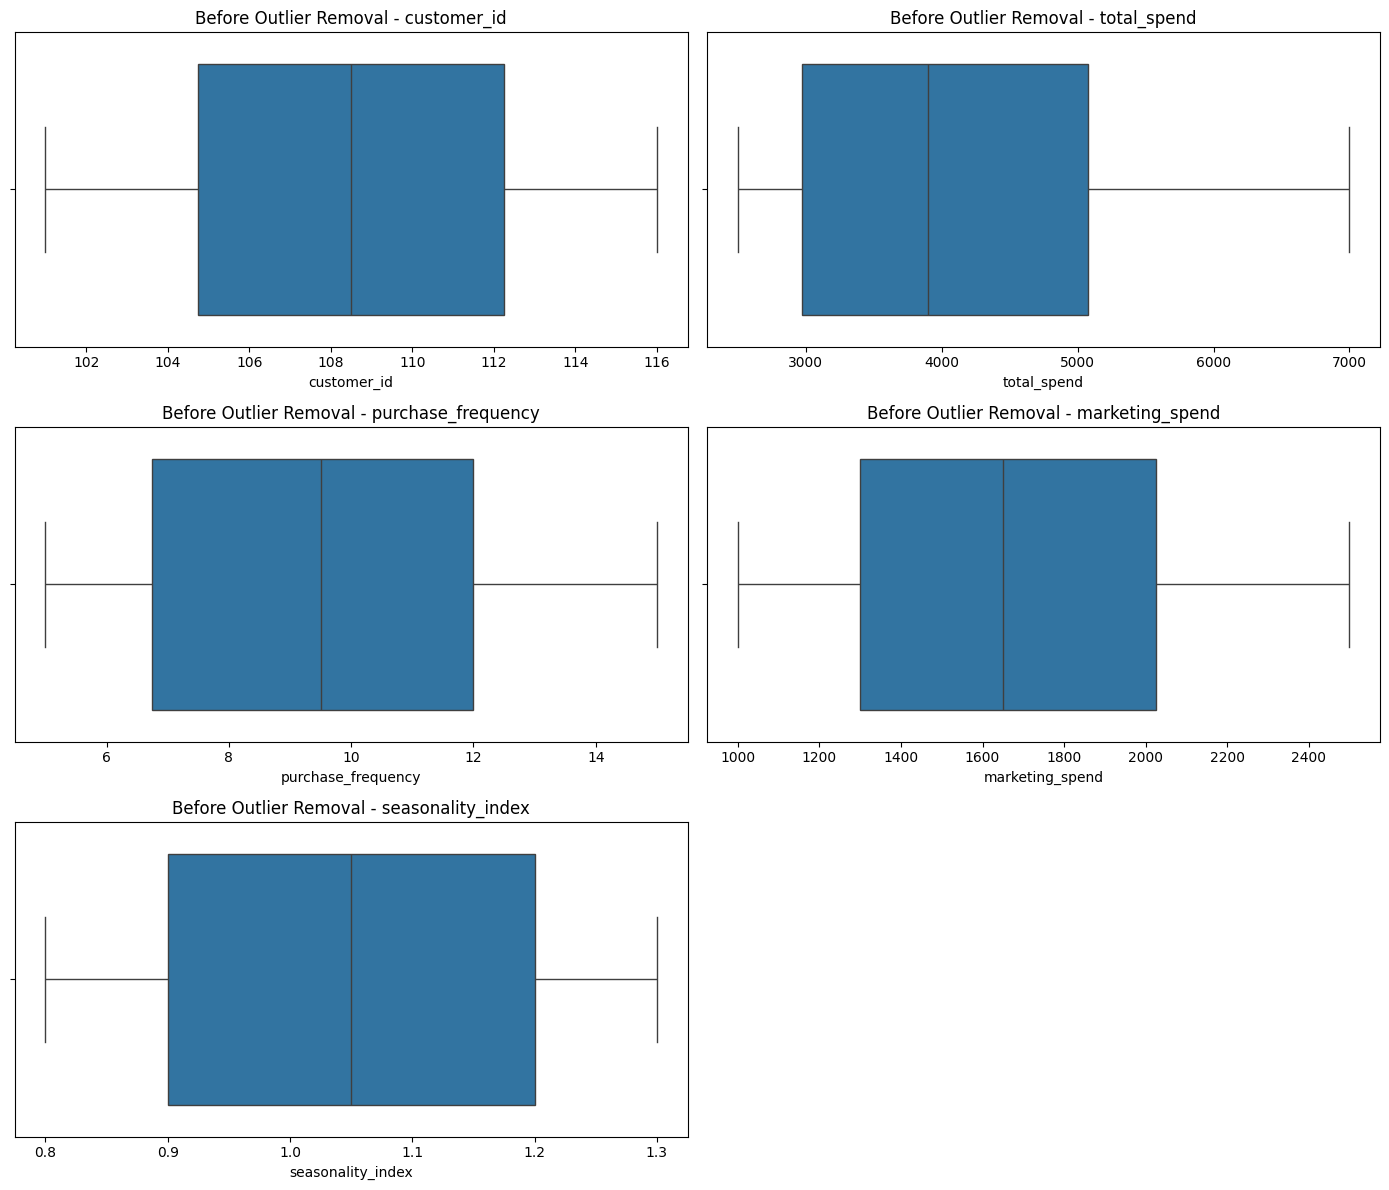 Before Outlier Removal - customer_id
102 104 106 108 110 112 114 116
customer_id
Before Outlier Removal - total_spend
3000 4000 5000 6000 7000
total_spend
Before Outlier Removal - purchase_frequency
6 8 10 12 14
purchase_frequency
Before Outlier Removal - marketing_spend
1000 1200 1400 1600 1800 2000 2200 2400
marketing_spend
Before Outlier Removal - seasonality_index
0.8 0.9 1.0 1.1 1.2 1.3
seasonality_index